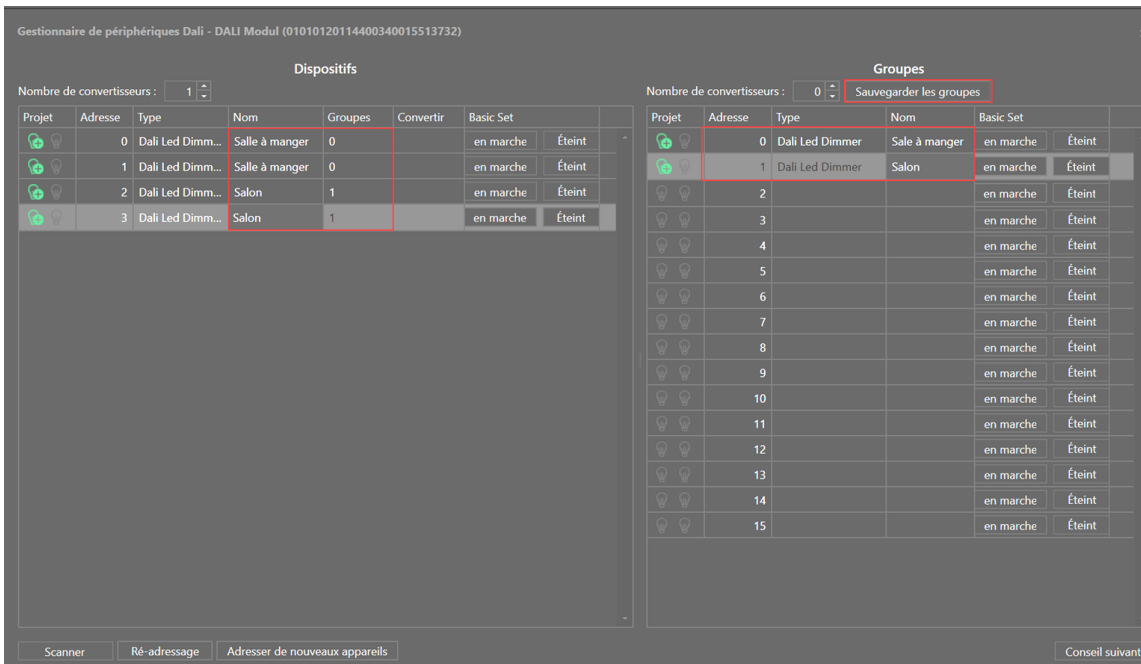 Gestionnaire de périphériques Dali - DALI Modul (01010120114400340015513732)
Dispositifs
Nombre de convertisseurs : 1
Projet Adresse Type Nom Groupes Convertir Basic Set
0 Dali Led Dimm... Salle à manger 0 en marche Éteint
1 Dali Led Dimm... Salle à manger 0 en marche Éteint
2 Dali Led Dimm... Salon 1 en marche Éteint
3 Dali Led Dimm... Salon 1 en marche Éteint
Groupes
Nombre de convertisseurs : 0 Sauvegarder les groupes
Projet Adresse Type Nom Basic Set
0 Dali Led Dimmer Sale à manger en marche Éteint
1 Dali Led Dimmer Salon en marche Éteint
2 en marche Éteint
3 en marche Éteint
4 en marche Éteint
5 en marche Éteint
6 en marche Éteint
7 en marche Éteint
8 en marche Éteint
9 en marche Éteint
10 en marche Éteint
11 en marche Éteint
12 en marche Éteint
13 en marche Éteint
14 en marche Éteint
15 en marche Éteint
Scanner Ré-adressage Adresser de nouveaux appareils Conseil suivant